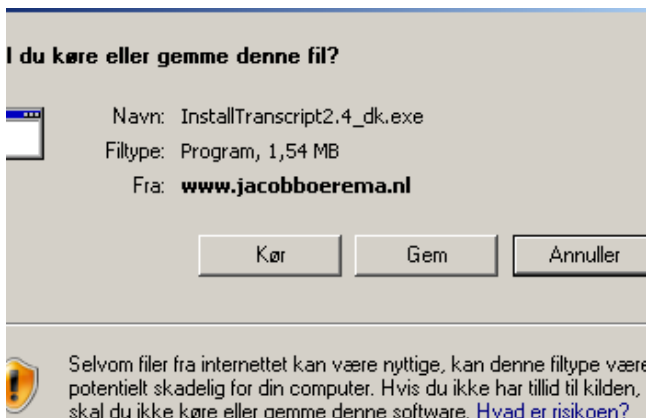 l du køre eller gemme denne fil?
Navn: InstallTranscript2.4_dk.exe
Filtype: Program, 1,54 MB
Fra: www.jacobboerema.nl
Kør Gem Annuller
Selvom filer fra internettet kan være nyttige, kan denne filtype være
potentielt skadelig for din computer. Hvis du ikke har tillid til kilden,
skal du ikke køre eller gemme denne software. Hvad er risikoen?